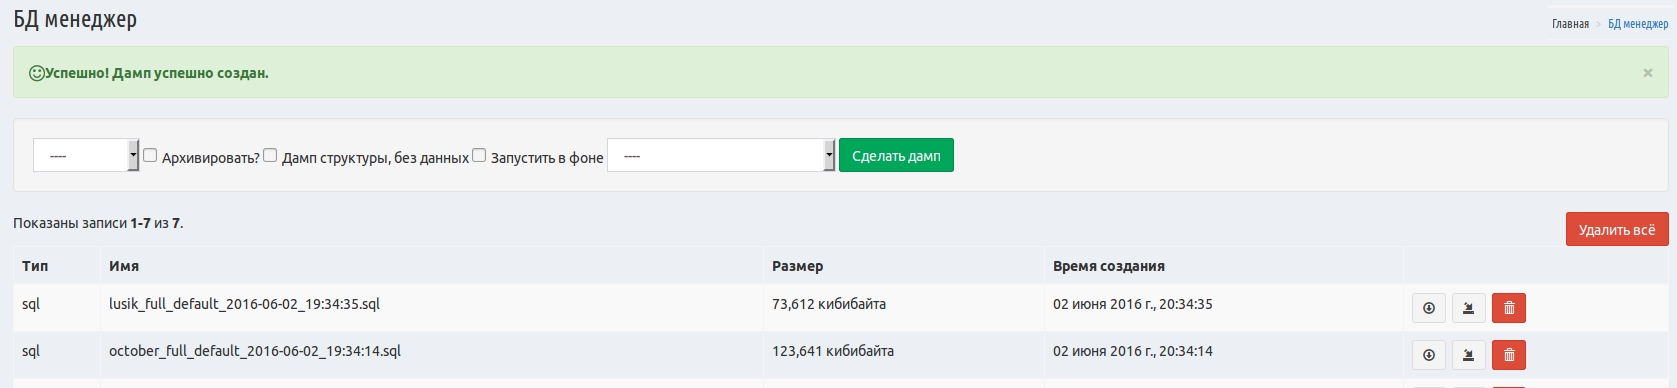 БД менеджер
Главная > БД менеджер
Успешно! Дамп успешно создан. ×
---- Архивировать? Дамп структуры, без данных Запустить в фоне ---- Сделать дамп
Показаны записи 1-7 из 7.
Удалить всё
Тип Имя Размер Время создания
sql lusik_full_default_2016-06-02_19:34:35.sql 73,612 кибибайта 02 июня 2016 г., 20:34:35
sql october_full_default_2016-06-02_19:34:14.sql 123,641 кибибайта 02 июня 2016 г., 20:34:14